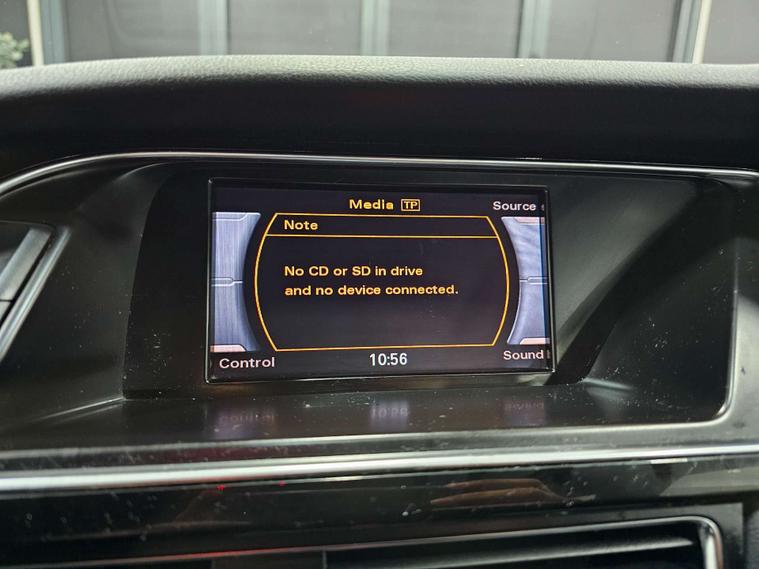 Media TP
Source
Note
No CD or SD in drive
and no device connected.
Control
10:56
Sound